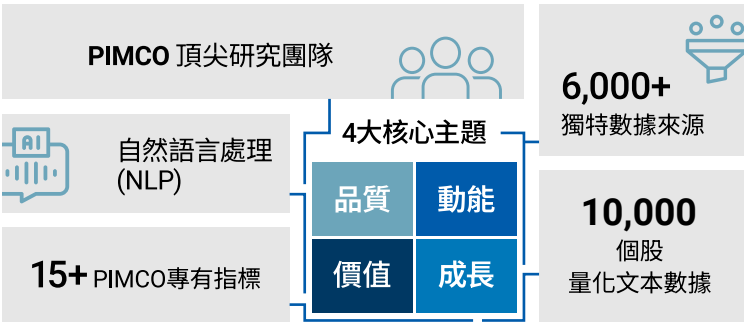 PIMCO 頂尖研究團隊
6,000+
獨特數據來源
AI
自然語言處理
(NLP)
4大核心主題
品質
動能
價值
成長
15+ PIMCO專有指標
10,000
個股
量化文本數據